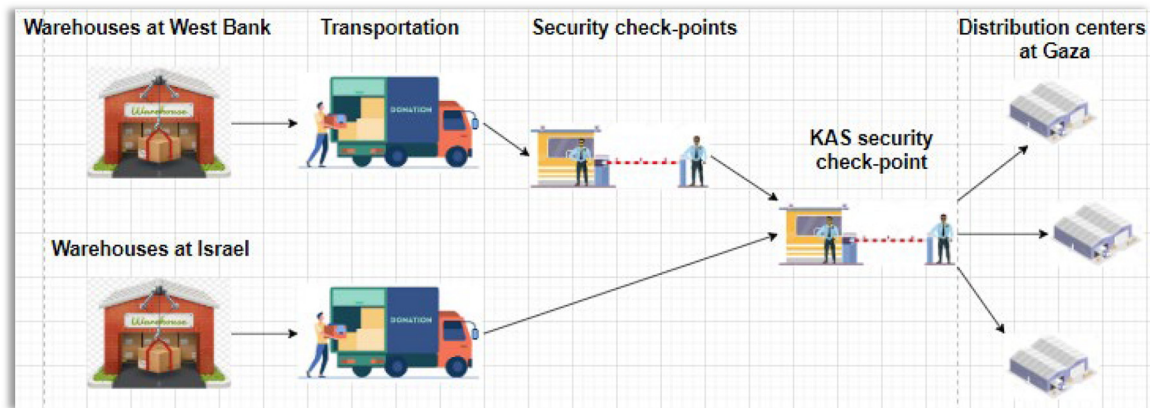 Warehouses at West Bank
Transportation
Security check-points
Distribution centers
at Gaza
Warehouse
DONATION
KAS security
check-point
Warehouses at Israel
Warehouse
DONATION